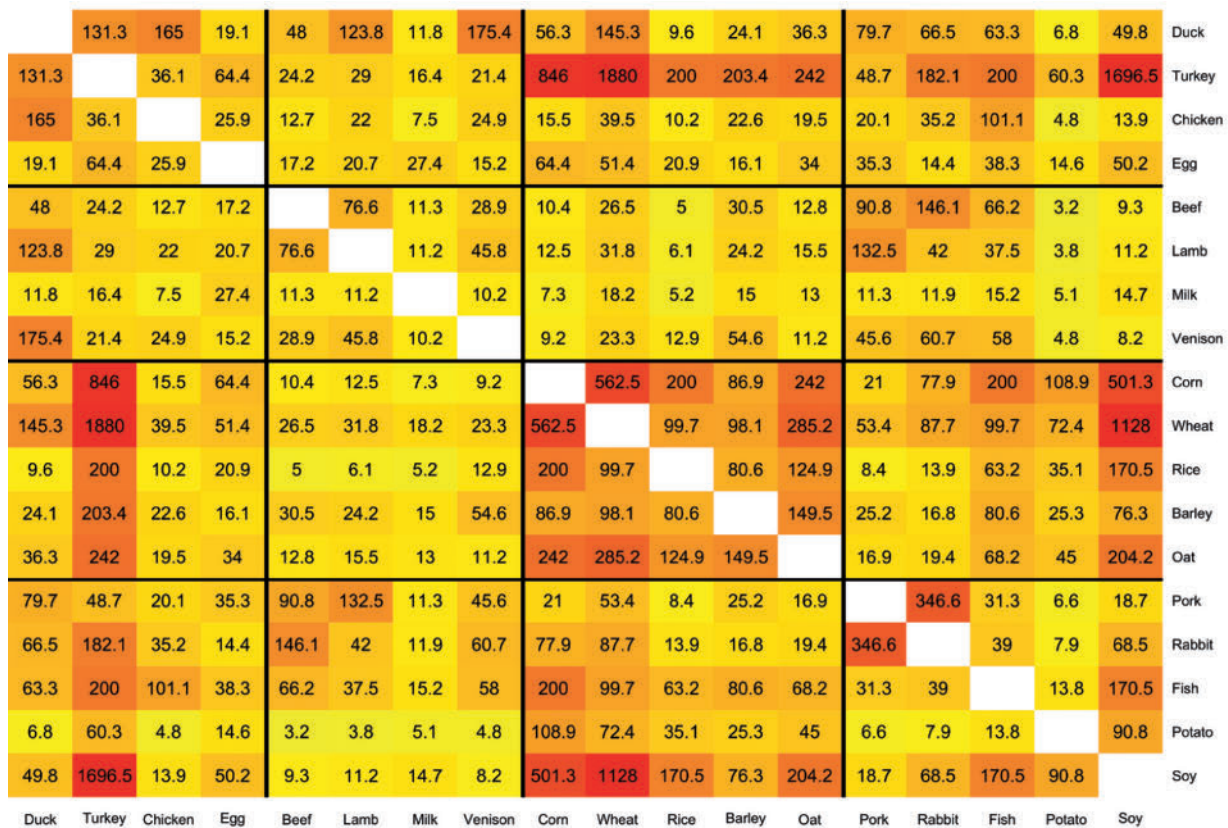 131.3 165 19.1 48 123.8 11.8 175.4 56.3 145.3 9.6 24.1 36.3 79.7 66.5 63.3 6.8 49.8 Duck
131.3 36.1 64.4 24.2 29 16.4 21.4 846 1880 200 203.4 242 48.7 182.1 200 60.3 1696.5 Turkey
165 36.1 25.9 12.7 22 7.5 24.9 15.5 39.5 10.2 22.6 19.5 20.1 35.2 101.1 4.8 13.9 Chicken
19.1 64.4 25.9 17.2 20.7 27.4 15.2 64.4 51.4 20.9 16.1 34 35.3 14.4 38.3 14.6 50.2 Egg
48 24.2 12.7 17.2 76.6 11.3 28.9 10.4 26.5 5 30.5 12.8 90.8 146.1 66.2 3.2 9.3 Beef
123.8 29 22 20.7 76.6 11.2 45.8 12.5 31.8 6.1 24.2 15.5 132.5 42 37.5 3.8 11.2 Lamb
11.8 16.4 7.5 27.4 11.3 11.2 10.2 7.3 18.2 5.2 15 13 11.3 11.9 15.2 5.1 14.7 Milk
175.4 21.4 24.9 15.2 28.9 45.8 10.2 9.2 23.3 12.9 54.6 11.2 45.6 60.7 58 4.8 8.2 Venison
56.3 846 15.5 64.4 10.4 12.5 7.3 9.2 562.5 200 86.9 242 21 77.9 200 108.9 501.3 Corn
145.3 1880 39.5 51.4 26.5 31.8 18.2 23.3 562.5 99.7 98.1 285.2 53.4 87.7 99.7 72.4 1128 Wheat
9.6 200 10.2 20.9 5 6.1 5.2 12.9 200 99.7 80.6 124.9 8.4 13.9 63.2 35.1 170.5 Rice
24.1 203.4 22.6 16.1 30.5 24.2 15 54.6 86.9 98.1 80.6 149.5 25.2 16.8 80.6 25.3 76.3 Barley
36.3 242 19.5 34 12.8 15.5 13 11.2 242 285.2 124.9 149.5 16.9 19.4 68.2 45 204.2 Oat
79.7 48.7 20.1 35.3 90.8 132.5 11.3 45.6 21 53.4 8.4 25.2 16.9 346.6 31.3 6.6 18.7 Pork
66.5 182.1 35.2 14.4 146.1 42 11.9 60.7 77.9 87.7 13.9 16.8 19.4 346.6 39 7.9 68.5 Rabbit
63.3 200 101.1 38.3 66.2 37.5 15.2 58 200 99.7 63.2 80.6 68.2 31.3 39 13.8 170.5 Fish
6.8 60.3 4.8 14.6 3.2 3.8 5.1 4.8 108.9 72.4 35.1 25.3 45 6.6 7.9 13.8 90.8 Potato
49.8 1696.5 13.9 50.2 9.3 11.2 14.7 8.2 501.3 1128 170.5 76.3 204.2 18.7 68.5 170.5 90.8 Soy
Duck Turkey Chicken Egg Beef Lamb Milk Venison Corn Wheat Rice Barley Oat Pork Rabbit Fish Potato Soy